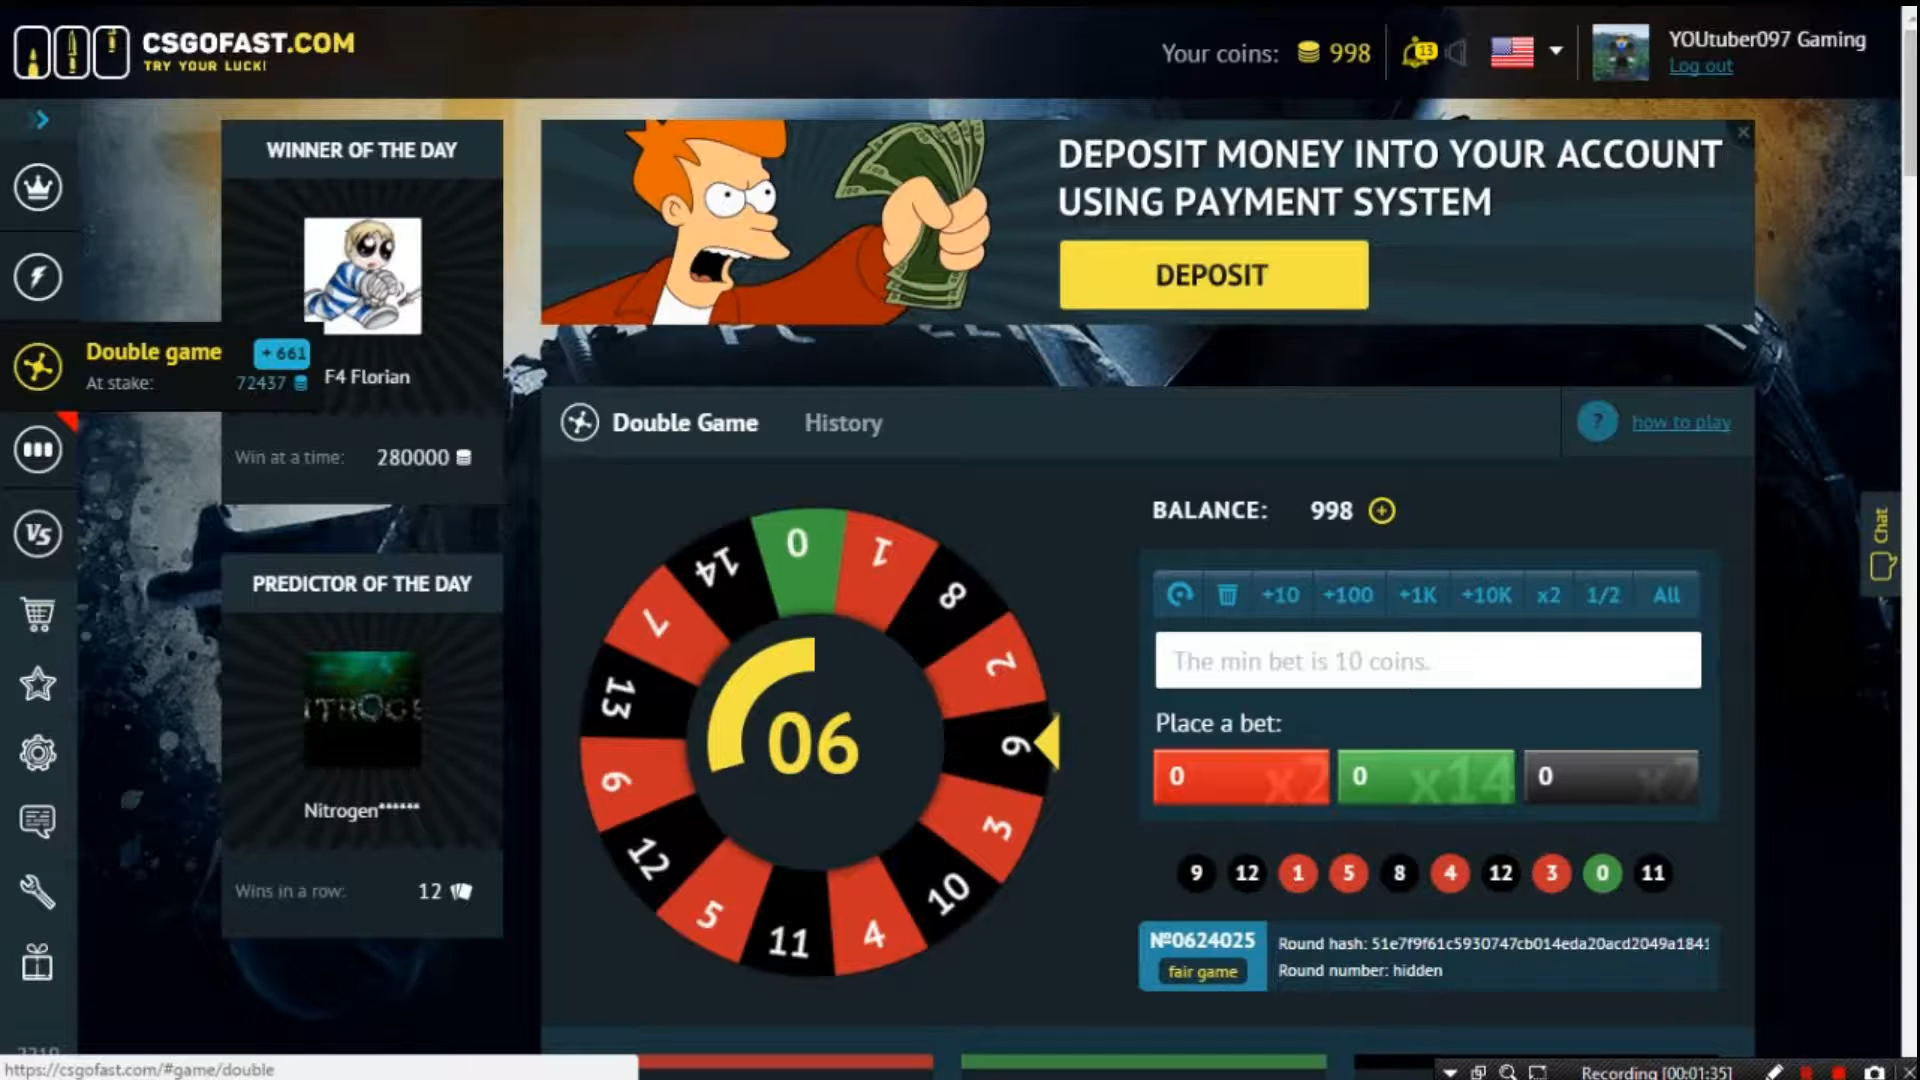 CSGOFAST.COM
TRY YOUR LUCK!
Your coins: 998
13
YOUtuber097 Gaming
Log out
WINNER OF THE DAY
F4 Florian
Win at a time: 280000
Double game +661
At stake: 72437
VS
PREDICTOR OF THE DAY
Nitrogen******
Wins in a row: 12
DEPOSIT MONEY INTO YOUR ACCOUNT
USING PAYMENT SYSTEM
DEPOSIT
Double Game History
? how to play
0
1
8
2
9
3
10
4
11
5
12
6
13
7
14
06
BALANCE: 998
+10 +100 +1K +10K x2 1/2 All
The min bet is 10 coins.
Place a bet:
0 x2 0 x14 0
9 12 1 5 8 4 12 3 0 11
№0624025
fair game
Round hash: 51e7f9f61c5930747cb014eda20acd2049a1841
Round number: hidden
Chat
https://csgofast.com/#game/double
Recording [00:01:35]